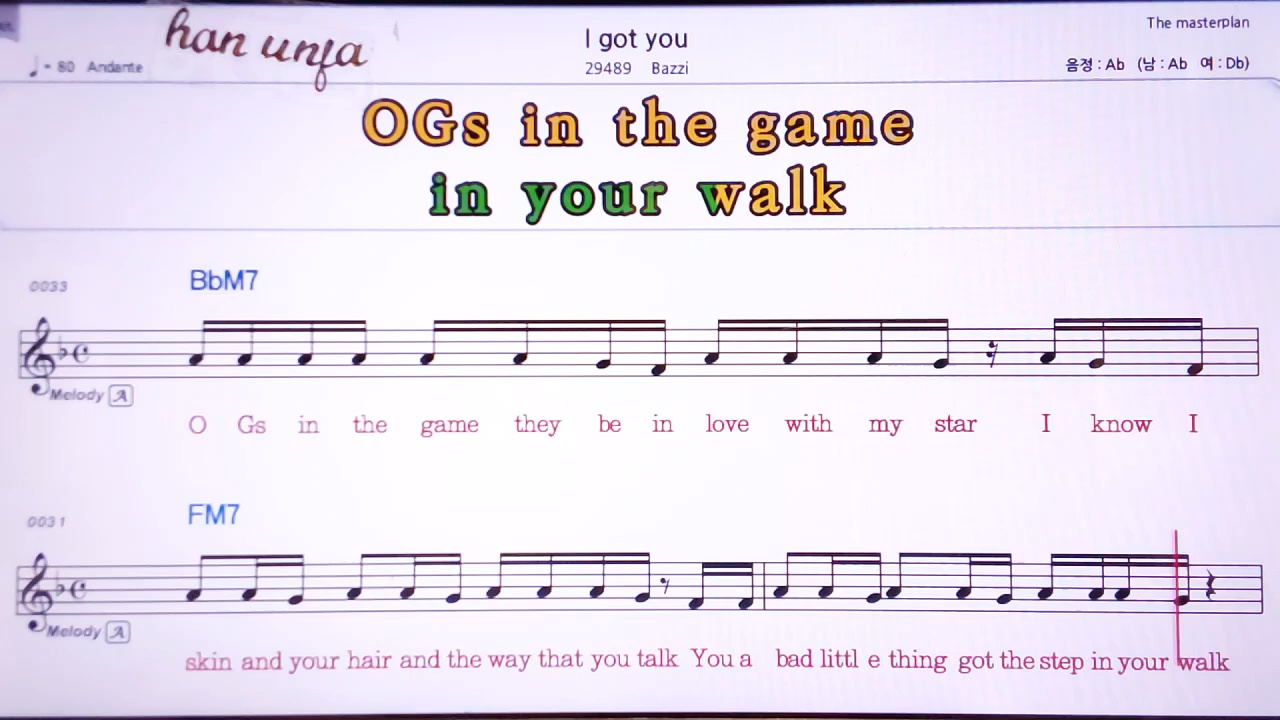 han unfa
I got you
The masterplan
♩ = 80 Andante
29489 Bazzi
음정 : Ab (남 : Ab 여 : Db)
OGs in the game
in your walk
0033
BbM7
Melody A
O Gs in the game they be in love with my star I know I
0031
FM7
Melody A
skin and your hair and the way that you talk You a bad littl e thing got the step in your walk